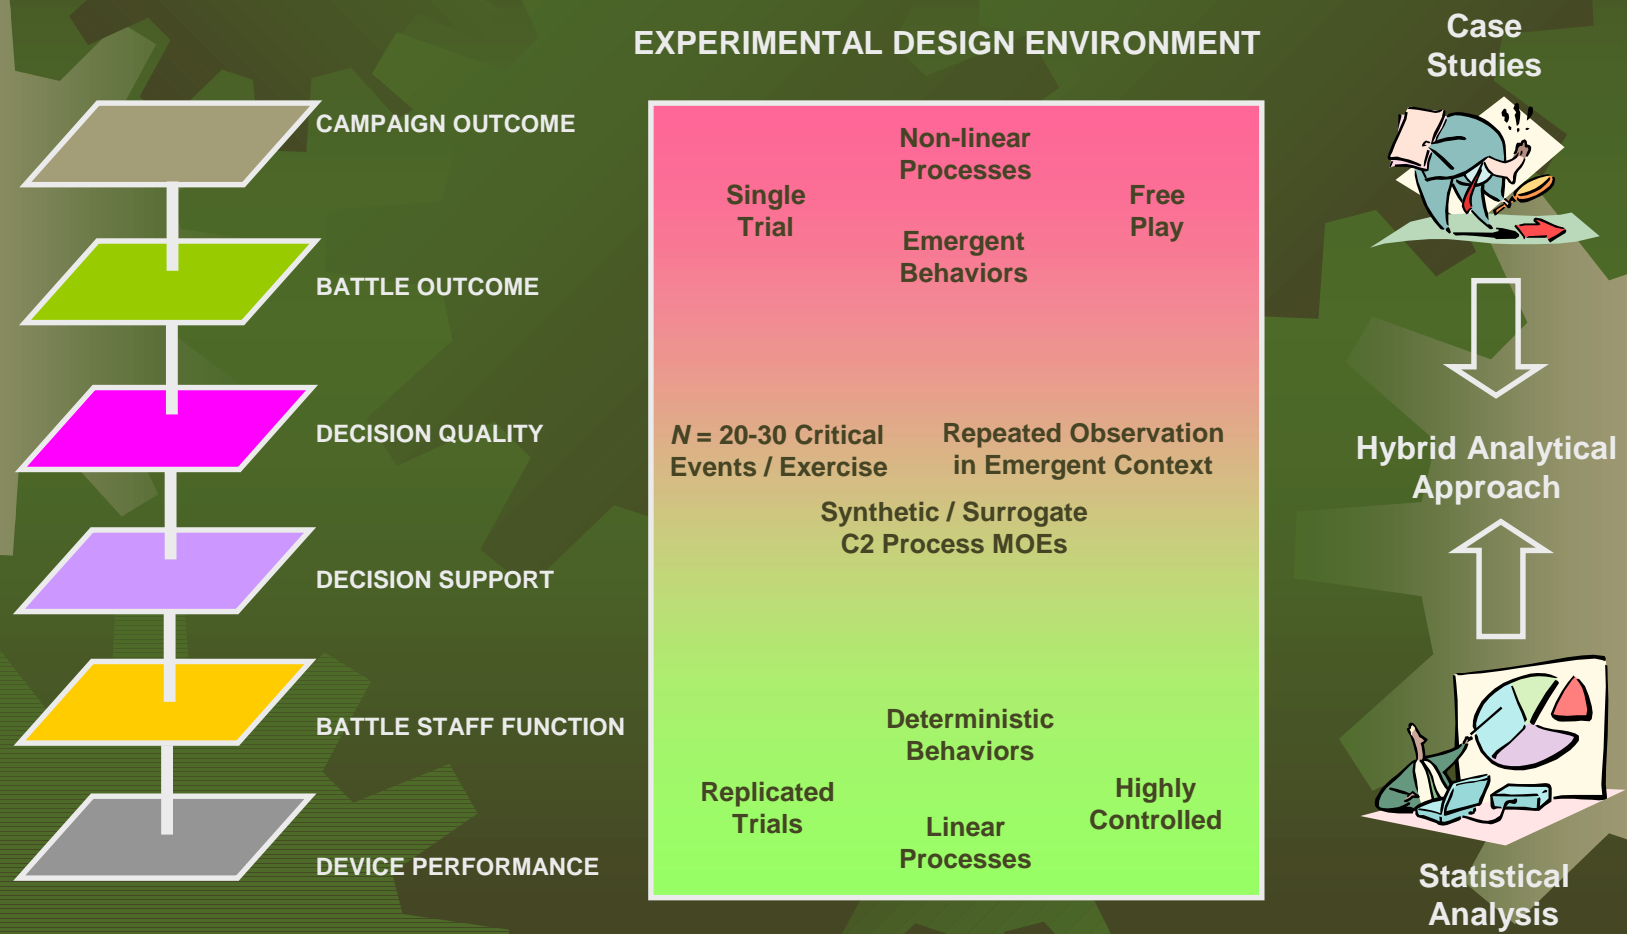 EXPERIMENTAL DESIGN ENVIRONMENT
CAMPAIGN OUTCOME
BATTLE OUTCOME
DECISION QUALITY
DECISION SUPPORT
BATTLE STAFF FUNCTION
DEVICE PERFORMANCE
Non-linear
Processes
Single
Trial
Free
Play
Emergent
Behaviors
N = 20-30 Critical
Events / Exercise
Repeated Observation
in Emergent Context
Synthetic / Surrogate
C2 Process MOEs
Deterministic
Behaviors
Replicated
Trials
Highly
Controlled
Linear
Processes
Case
Studies
Hybrid Analytical
Approach
Statistical
Analysis